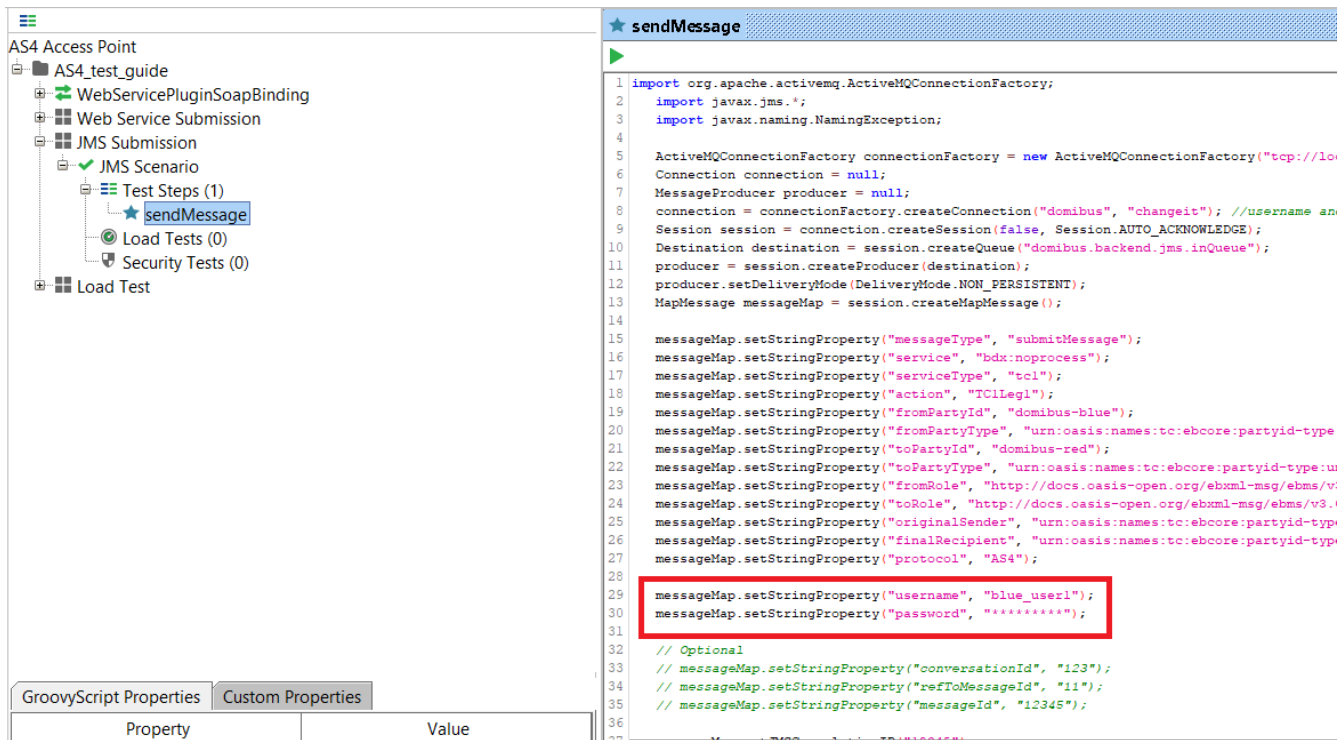 AS4 Access Point
AS4_test_guide
WebServicePluginSoapBinding
Web Service Submission
JMS Submission
JMS Scenario
Test Steps (1)
sendMessage
Load Tests (0)
Security Tests (0)
Load Test
GroovyScript Properties Custom Properties
Property Value
sendMessage
1 import org.apache.activemq.ActiveMQConnectionFactory;
2 import javax.jms.*;
3 import javax.naming.NamingException;
4
5 ActiveMQConnectionFactory connectionFactory = new ActiveMQConnectionFactory("tcp://loc
6 Connection connection = null;
7 MessageProducer producer = null;
8 connection = connectionFactory.createConnection("domibus", "changeit"); //username and
9 Session session = connection.createSession(false, Session.AUTO_ACKNOWLEDGE);
10 Destination destination = session.createQueue("domibus.backend.jms.inQueue");
11 producer = session.createProducer(destination);
12 producer.setDeliveryMode(DeliveryMode.NON_PERSISTENT);
13 MapMessage messageMap = session.createMapMessage();
14
15 messageMap.setStringProperty("messageType", "submitMessage");
16 messageMap.setStringProperty("service", "bdx:noprocess");
17 messageMap.setStringProperty("serviceType", "tc1");
18 messageMap.setStringProperty("action", "TC1Leg1");
19 messageMap.setStringProperty("fromPartyId", "domibus-blue");
20 messageMap.setStringProperty("fromPartyType", "urn:oasis:names:tc:ebcore:partyid-type
21 messageMap.setStringProperty("toPartyId", "domibus-red");
22 messageMap.setStringProperty("toPartyType", "urn:oasis:names:tc:ebcore:partyid-type:un
23 messageMap.setStringProperty("fromRole", "http://docs.oasis-open.org/ebxml-msg/ebms/v3
24 messageMap.setStringProperty("toRole", "http://docs.oasis-open.org/ebxml-msg/ebms/v3.0
25 messageMap.setStringProperty("originalSender", "urn:oasis:names:tc:ebcore:partyid-type
26 messageMap.setStringProperty("finalRecipient", "urn:oasis:names:tc:ebcore:partyid-type
27 messageMap.setStringProperty("protocol", "AS4");
28
29 messageMap.setStringProperty("username", "blue_user1");
30 messageMap.setStringProperty("password", "*********");
31
32 // Optional
33 // messageMap.setStringProperty("conversationId", "123");
34 // messageMap.setStringProperty("refToMessageId", "11");
35 // messageMap.setStringProperty("messageId", "12345");
36